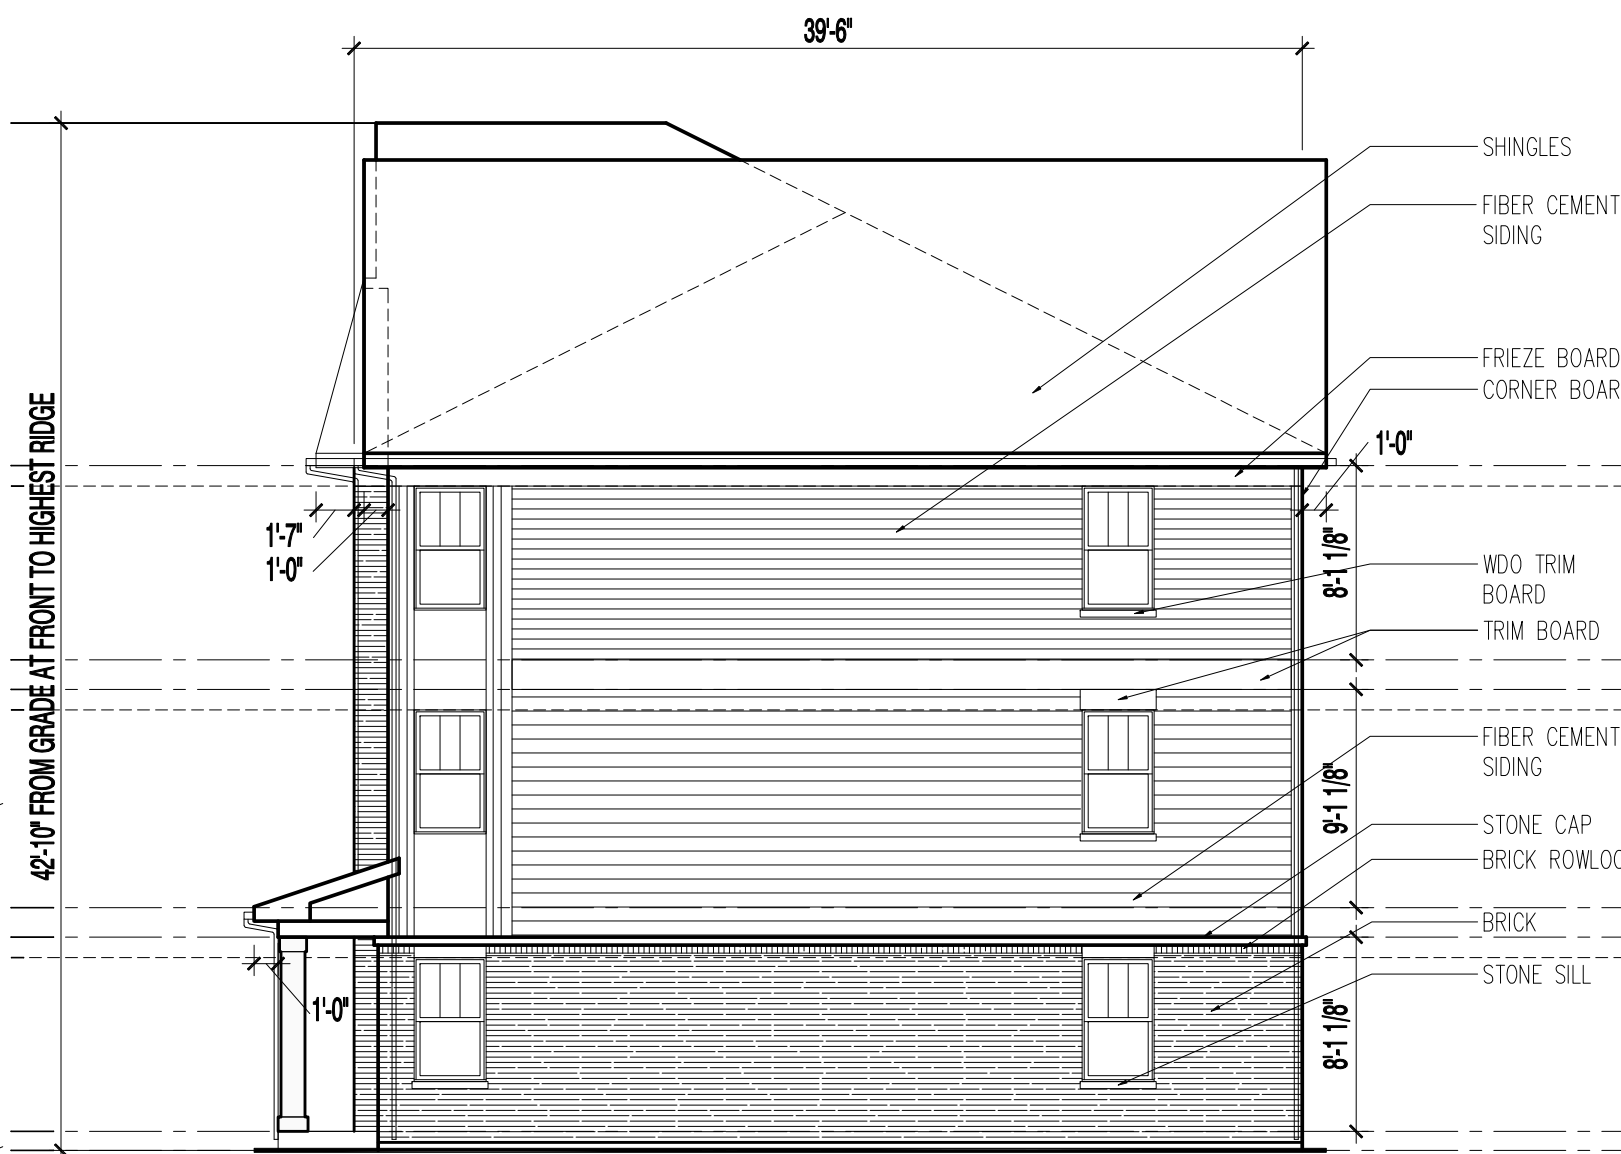 39'-6"
SHINGLES
FIBER CEMENT
SIDING
FRIEZE BOARD
CORNER BOAR
1'-0"
42'-10" FROM GRADE AT FRONT TO HIGHEST RIDGE
1'-7"
1'-0"
8'-1 1/8"
WDO TRIM
BOARD
TRIM BOARD
FIBER CEMENT
SIDING
9'-1 1/8"
STONE CAP
BRICK ROWLOC
BRICK
STONE SILL
1'-0"
8'-1 1/8"